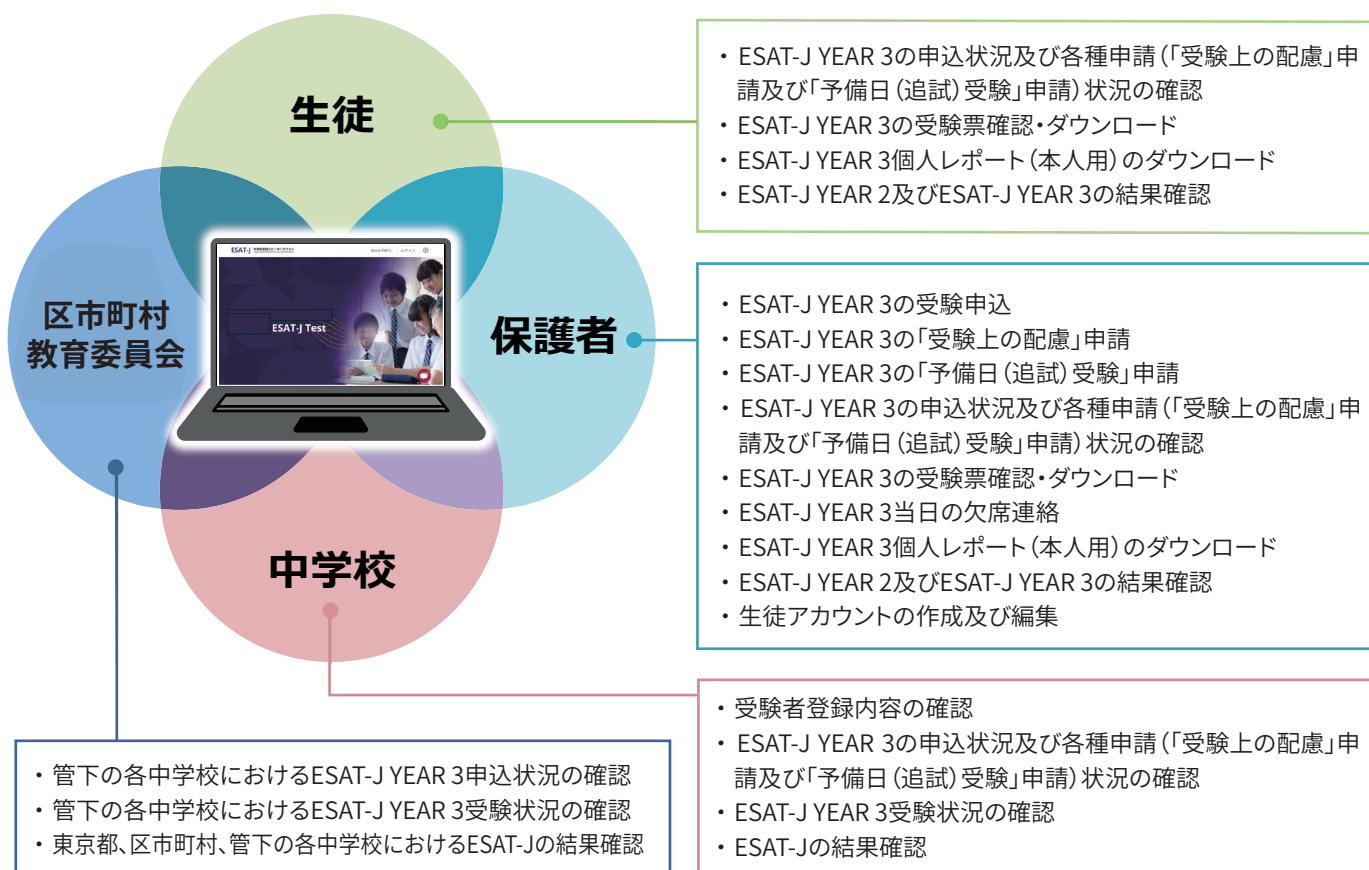 生徒
・ ESAT-J YEAR 3の申込状況及び各種申請(「受験上の配慮」申
請及び「予備日(追試)受験」申請)状況の確認
・ ESAT-J YEAR 3の受験票確認・ダウンロード
・ ESAT-J YEAR 3個人レポート(本人用)のダウンロード
・ ESAT-J YEAR 2及びESAT-J YEAR 3の結果確認
区市町村
教育委員会
ESAT-J
ログイン
ESAT-J Test
保護者
・ ESAT-J YEAR 3の受験申込
・ ESAT-J YEAR 3の「受験上の配慮」申請
・ ESAT-J YEAR 3の「予備日(追試)受験」申請
・ ESAT-J YEAR 3の申込状況及び各種申請(「受験上の配慮」申
請及び「予備日(追試)受験」申請)状況の確認
・ ESAT-J YEAR 3の受験票確認・ダウンロード
・ ESAT-J YEAR 3当日の欠席連絡
・ ESAT-J YEAR 3個人レポート(本人用)のダウンロード
・ ESAT-J YEAR 2及びESAT-J YEAR 3の結果確認
・ 生徒アカウントの作成及び編集
中学校
・ 受験者登録内容の確認
・ ESAT-J YEAR 3の申込状況及び各種申請(「受験上の配慮」申
請及び「予備日(追試)受験」申請)状況の確認
・ ESAT-J YEAR 3受験状況の確認
・ ESAT-Jの結果確認
・ 管下の各中学校におけるESAT-J YEAR 3申込状況の確認
・ 管下の各中学校におけるESAT-J YEAR 3受験状況の確認
・ 東京都、区市町村、管下の各中学校におけるESAT-Jの結果確認